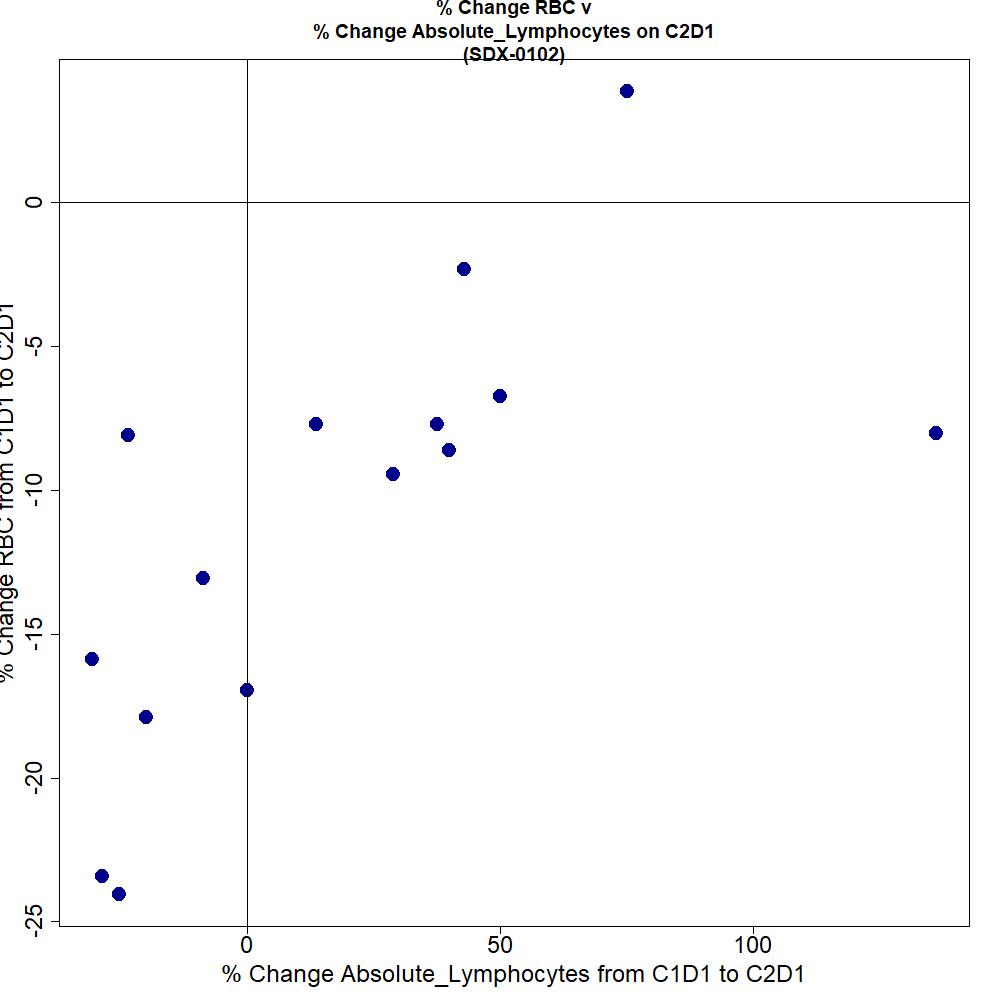 % Change RBC v
% Change Absolute_Lymphocytes on C2D1
(SDX-0102)
% Change RBC from C1D1 to C2D1
0
-5
-10
-15
-20
-25
0
50
100
% Change Absolute_Lymphocytes from C1D1 to C2D1